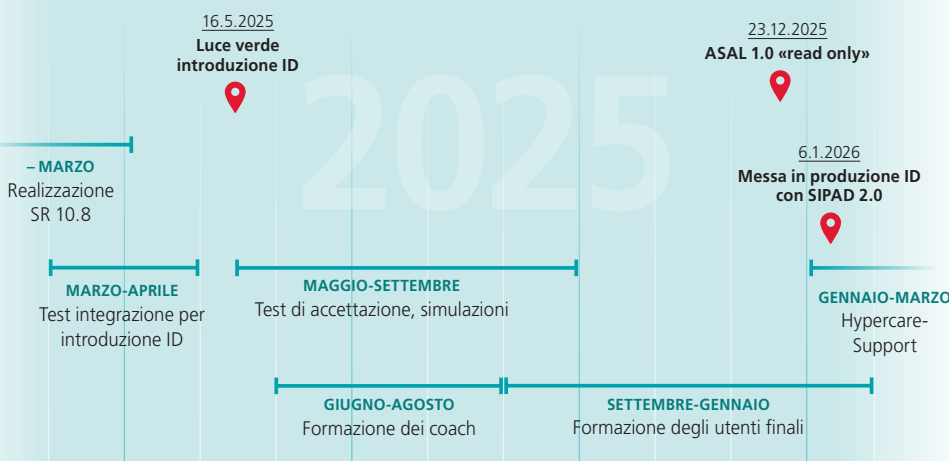 16.5.2025
Luce verde
introduzione ID
23.12.2025
ASAL 1.0 «read only»
2025
6.1.2026
Messa in produzione ID
con SIPAD 2.0
– MARZO
Realizzazione
SR 10.8
MARZO-APRILE
Test integrazione per
introduzione ID
MAGGIO-SETTEMBRE
Test di accettazione, simulazioni
GENNAIO-MARZO
Hypercare-
Support
GIUGNO-AGOSTO
Formazione dei coach
SETTEMBRE-GENNAIO
Formazione degli utenti finali